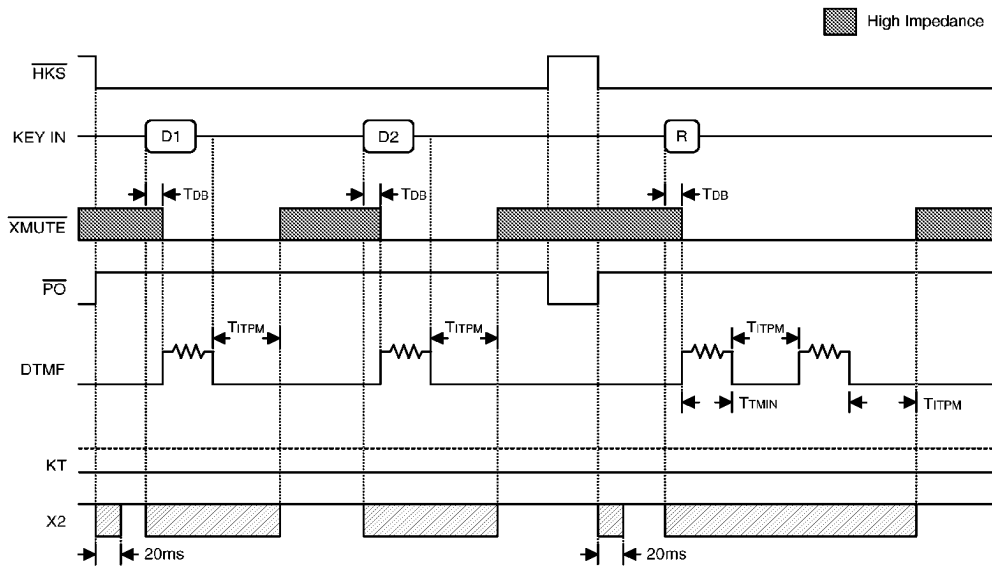 High Impedance
HKS
KEY IN D1 D2 R
TDB TDB TDB
XMUTE
PO
TITPM TITPM TITPM
DTMF
TTMIN TITPM
KT
X2
20ms 20ms